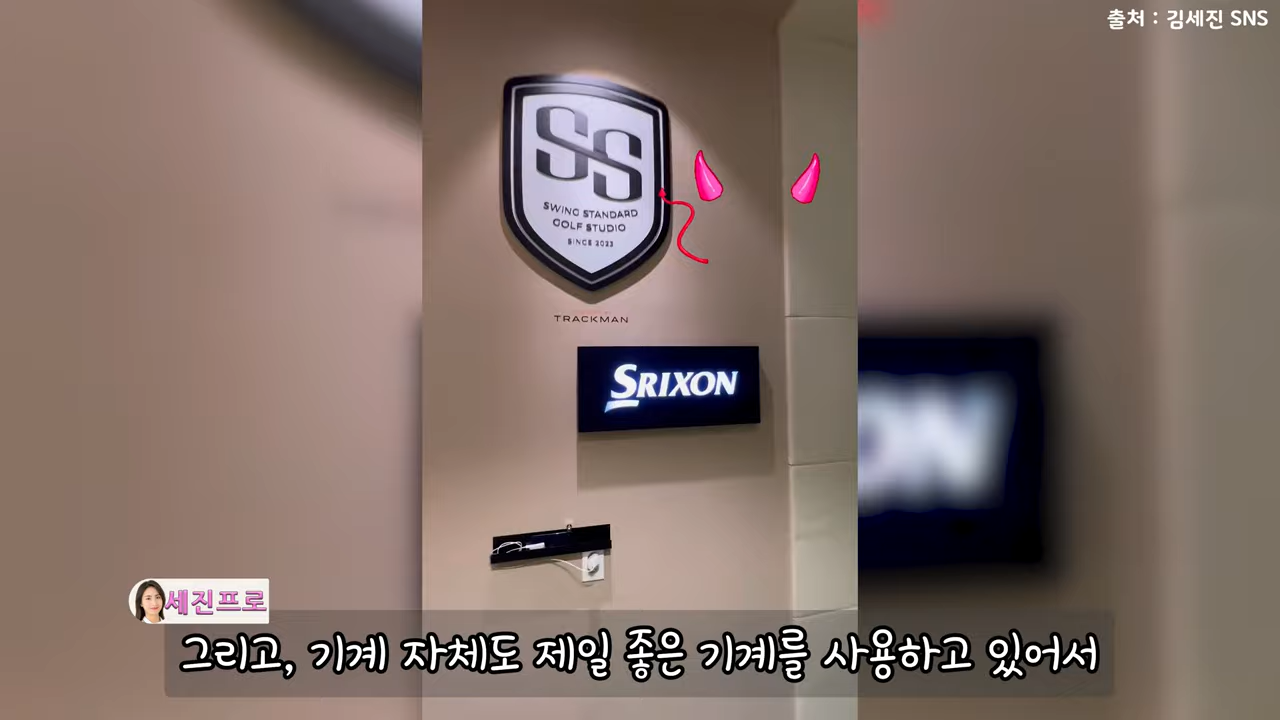 출처 : 김세진 SNS
SS
SWING STANDARD
GOLF STUDIO
SINCE 2023
TRACKMAN
SRIXON
ON
세진프로
그리고, 기계 자체도 제일 좋은 기계를 사용하고 있어서